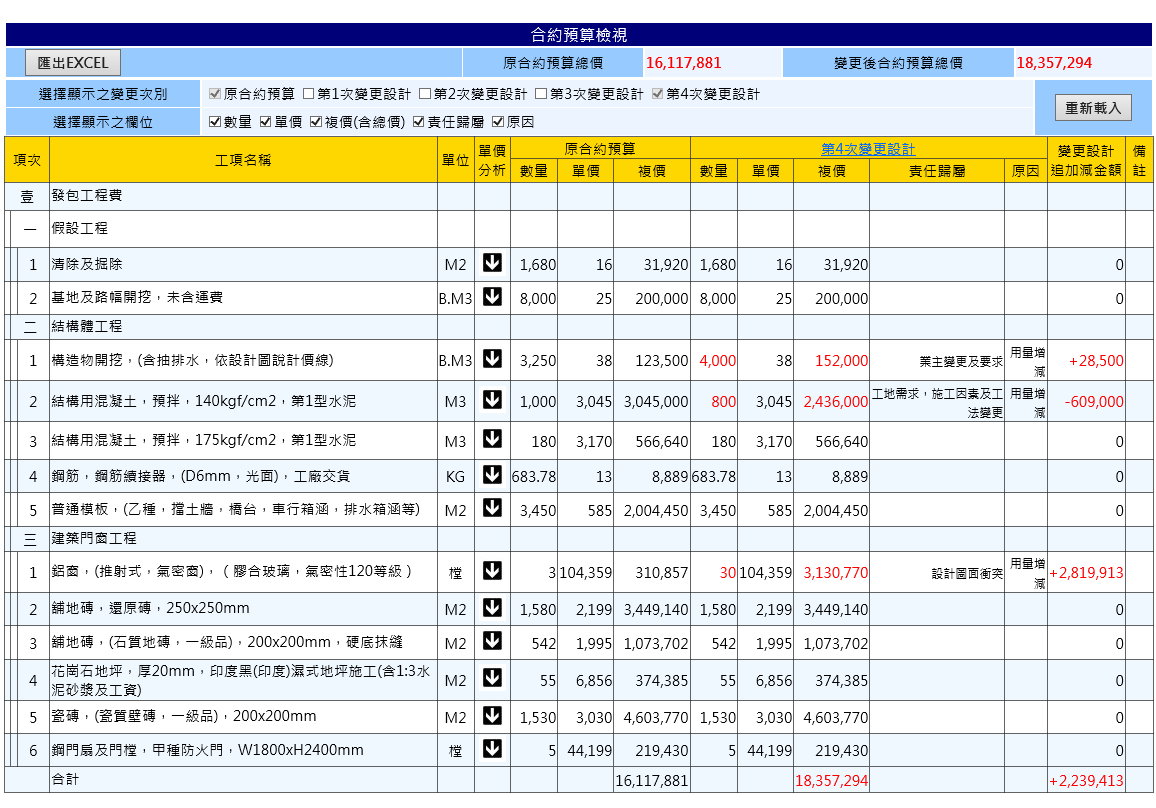 合約預算檢視
匯出EXCEL 原合約預算總價 16,117,881 變更後合約預算總價 18,357,294
選擇顯示之變更次別 原合約預算 第1次變更設計 第2次變更設計 第3次變更設計 第4次變更設計
重新載入
選擇顯示之欄位 數量 單價 複價(含總價) 責任歸屬 原因
項次 工項名稱 單位 單價分析 原合約預算 第4次變更設計 變更設計追加減金額 備註
數量 單價 複價 數量 單價 複價 責任歸屬 原因
壹 發包工程費
一 假設工程
1 清除及掘除 M2 1,680 16 31,920 1,680 16 31,920 0
2 基地及路幅開挖，未含運費 B.M3 8,000 25 200,000 8,000 25 200,000 0
二 結構體工程
1 構造物開挖，(含抽排水，依設計圖說計價線) B.M3 3,250 38 123,500 4,000 38 152,000 業主變更及要求 用量增減 +28,500
2 結構用混凝土，預拌，140kgf/cm2，第1型水泥 M3 1,000 3,045 3,045,000 800 3,045 2,436,000 工地需求，施工因素及工法變更 用量增減 -609,000
3 結構用混凝土，預拌，175kgf/cm2，第1型水泥 M3 180 3,170 566,640 180 3,170 566,640 0
4 鋼筋，鋼筋續接器，(D6mm，光面)，工廠交貨 KG 683.78 13 8,889 683.78 13 8,889 0
5 普通模板，(乙種，擋土牆，橋台，車行箱涵，排水箱涵等) M2 3,450 585 2,004,450 3,450 585 2,004,450 0
三 建築門窗工程
1 鋁窗，(推射式，氣密窗)，（膠合玻璃，氣密性120等級） 樘 3 104,359 310,857 30 104,359 3,130,770 設計圖面衝突 用量增減 +2,819,913
2 舖地磚，還原磚，250x250mm M2 1,580 2,199 3,449,140 1,580 2,199 3,449,140 0
3 舖地磚，(石質地磚，一級品)，200x200mm，硬底抹縫 M2 542 1,995 1,073,702 542 1,995 1,073,702 0
4 花崗石地坪，厚20mm，印度黑(印度)濕式地坪施工(含1:3水泥砂漿及工資) M2 55 6,856 374,385 55 6,856 374,385 0
5 瓷磚，(瓷質壁磚，一級品)，200x200mm M2 1,530 3,030 4,603,770 1,530 3,030 4,603,770 0
6 鋼門扇及門樘，甲種防火門，W1800xH2400mm 樘 5 44,199 219,430 5 44,199 219,430 0
合計 16,117,881 18,357,294 +2,239,413